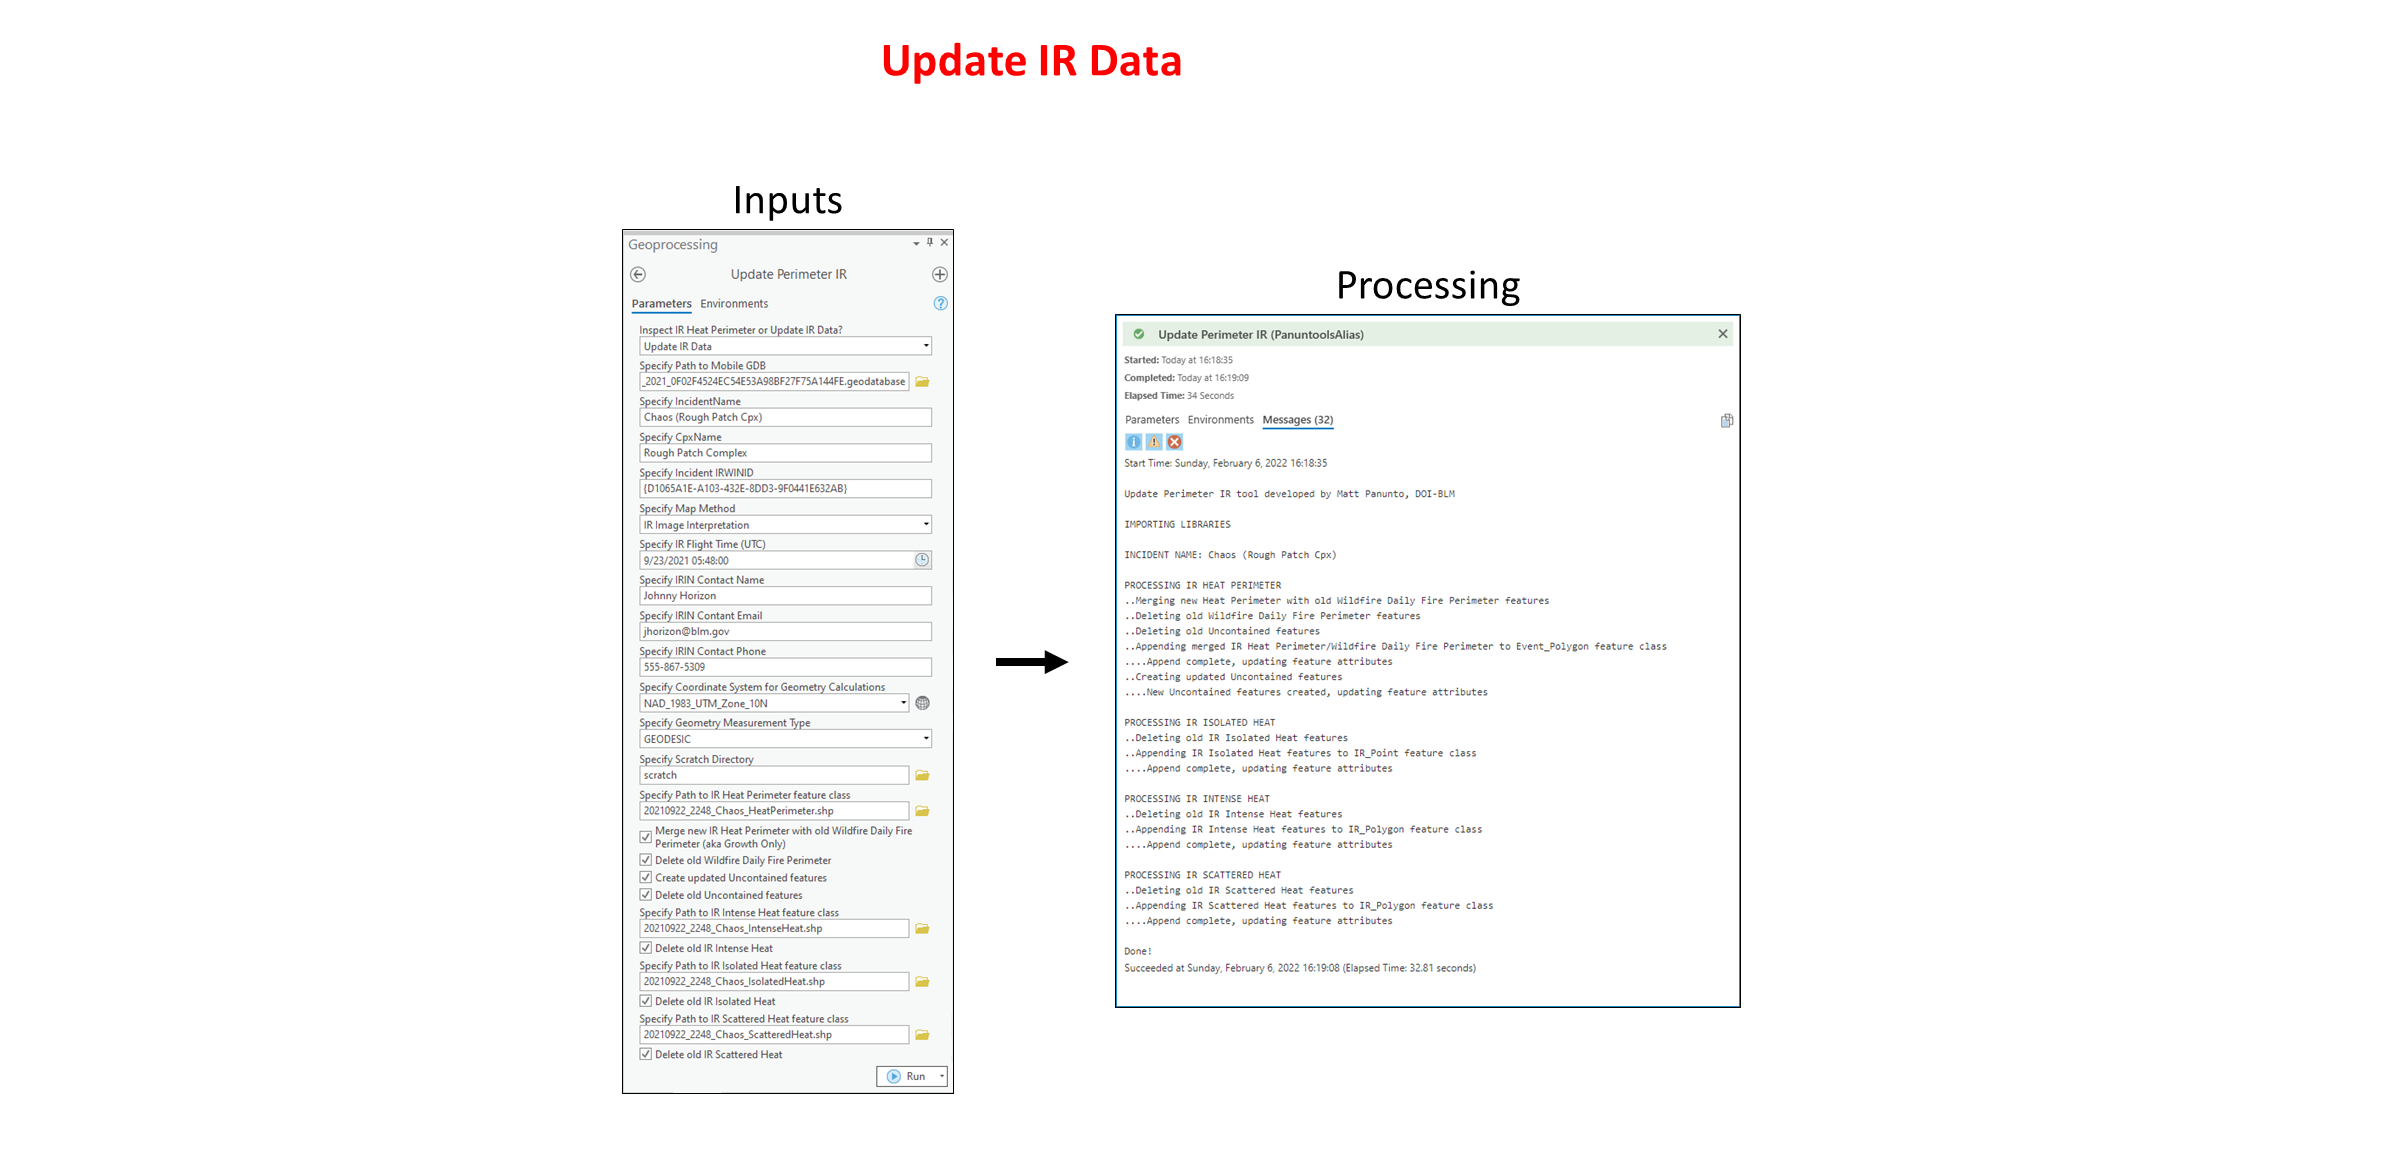 Update IR Data
Inputs
Geoprocessing
Update Perimeter IR
Parameters Environments
Inspect IR Heat Perimeter or Update IR Data?
Update IR Data
Specify Path to Mobile GDB
_2021_0F02F4524EC54E53A98BF27F75A144FE.geodatabase
Specify IncidentName
Chaos (Rough Patch Cpx)
Specify CpxName
Rough Patch Complex
Specify Incident IRWINID
{D1065A1E-A103-432E-8DD3-9F0441E632AB}
Specify Map Method
IR Image Interpretation
Specify IR Flight Time (UTC)
9/23/2021 05:48:00
Specify IRIN Contact Name
Johnny Horizon
Specify IRIN Contant Email
jhorizon@blm.gov
Specify IRIN Contact Phone
555-867-5309
Specify Coordinate System for Geometry Calculations
NAD_1983_UTM_Zone_10N
Specify Geometry Measurement Type
GEODESIC
Specify Scratch Directory
scratch
Specify Path to IR Heat Perimeter feature class
20210922_2248_Chaos_HeatPerimeter.shp
Merge new IR Heat Perimeter with old Wildfire Daily Fire
Perimeter (aka Growth Only)
Delete old Wildfire Daily Fire Perimeter
Create updated Uncontained features
Delete old Uncontained features
Specify Path to IR Intense Heat feature class
20210922_2248_Chaos_IntenseHeat.shp
Delete old IR Intense Heat
Specify Path to IR Isolated Heat feature class
20210922_2248_Chaos_IsolatedHeat.shp
Delete old IR Isolated Heat
Specify Path to IR Scattered Heat feature class
20210922_2248_Chaos_ScatteredHeat.shp
Delete old IR Scattered Heat
Run
Processing
Update Perimeter IR (PanuntoolsAlias)
Started: Today at 16:18:35
Completed: Today at 16:19:09
Elapsed Time: 34 Seconds
Parameters Environments Messages (32)
Start Time: Sunday, February 6, 2022 16:18:35
Update Perimeter IR tool developed by Matt Panunto, DOI-BLM
IMPORTING LIBRARIES
INCIDENT NAME: Chaos (Rough Patch Cpx)
PROCESSING IR HEAT PERIMETER
..Merging new Heat Perimeter with old Wildfire Daily Fire Perimeter features
..Deleting old Wildfire Daily Fire Perimeter features
..Deleting old Uncontained features
..Appending merged IR Heat Perimeter/Wildfire Daily Fire Perimeter to Event_Polygon feature class
....Append complete, updating feature attributes
..Creating updated Uncontained features
....New Uncontained features created, updating feature attributes
PROCESSING IR ISOLATED HEAT
..Deleting old IR Isolated Heat features
..Appending IR Isolated Heat features to IR_Point feature class
....Append complete, updating feature attributes
PROCESSING IR INTENSE HEAT
..Deleting old IR Intense Heat features
..Appending IR Intense Heat features to IR_Polygon feature class
....Append complete, updating feature attributes
PROCESSING IR SCATTERED HEAT
..Deleting old IR Scattered Heat features
..Appending IR Scattered Heat features to IR_Polygon feature class
....Append complete, updating feature attributes
Done!
Succeeded at Sunday, February 6, 2022 16:19:08 (Elapsed Time: 32.81 seconds)